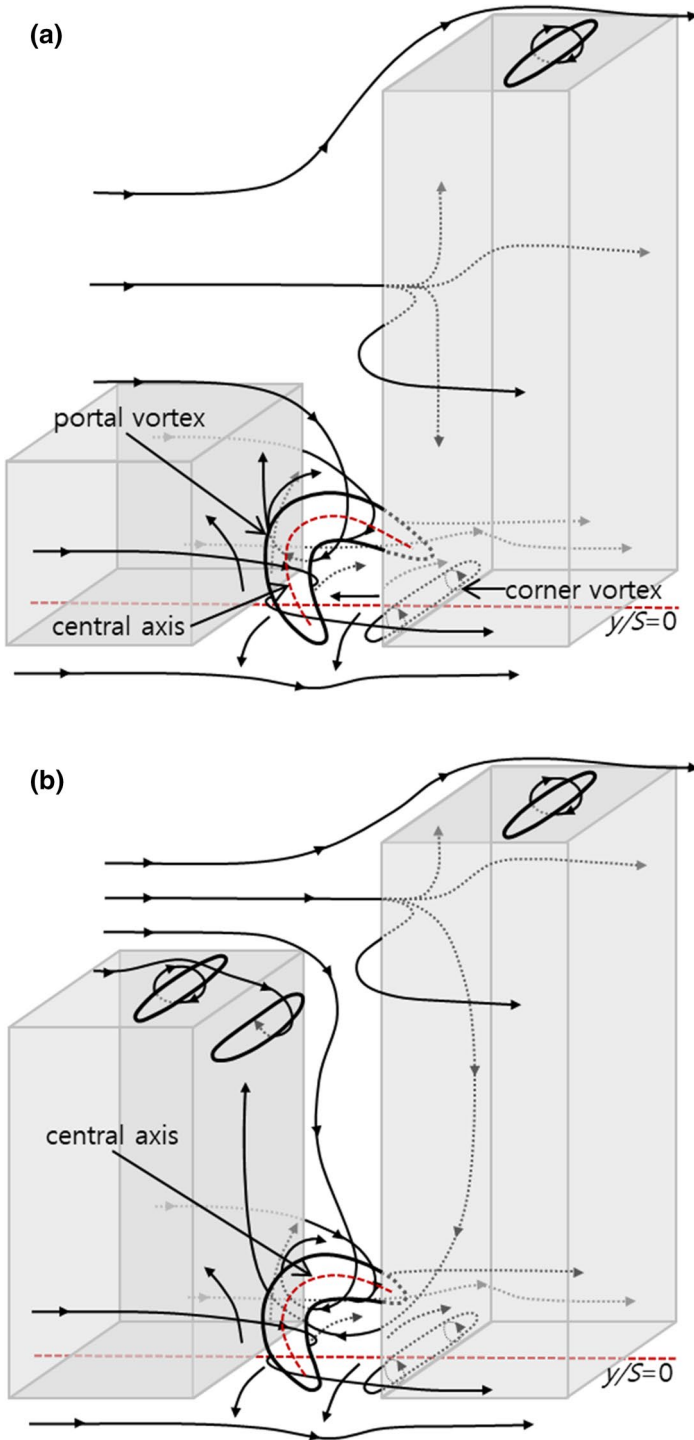 (a)
portal vortex
corner vortex
central axis
y/S=0
(b)
central axis
y/S=0